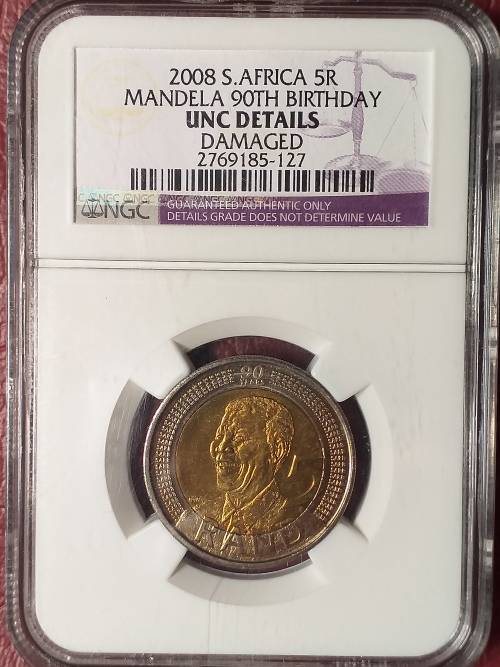 2008 S.AFRICA 5R
MANDELA 90TH BIRTHDAY
UNC DETAILS
DAMAGED
2769185-127
NGC
GUARANTEED AUTHENTIC ONLY
DETAILS GRADE DOES NOT DETERMINE VALUE
90
RAND
5